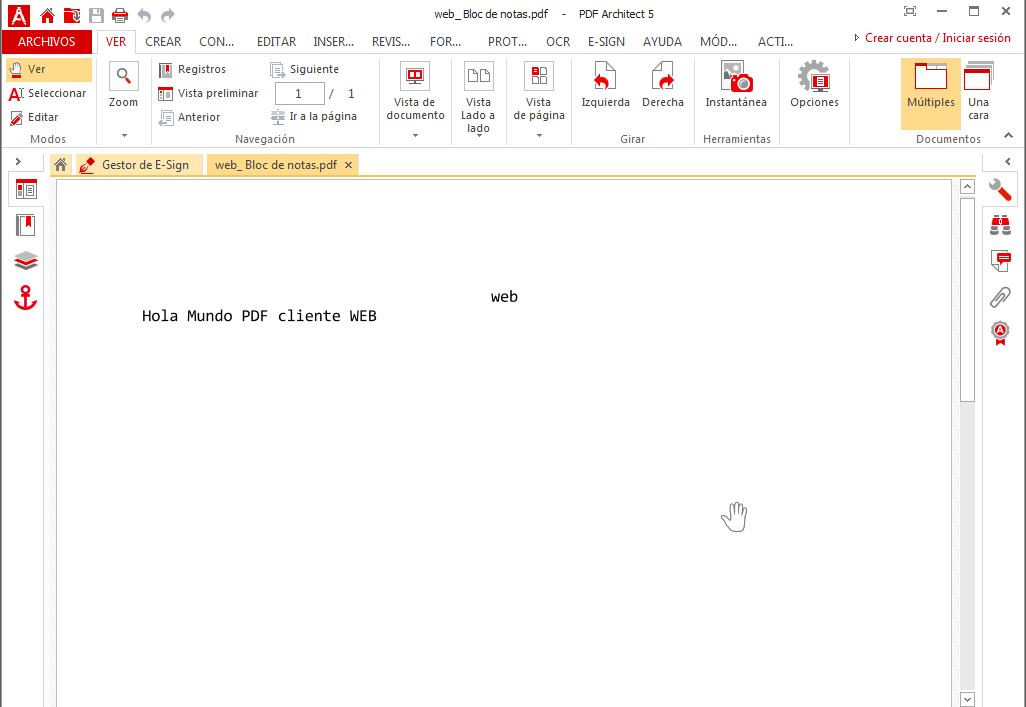 web_ Bloc de notas.pdf - PDF Architect 5
ARCHIVOS VER CREAR CON... EDITAR INSER... REVIS... FOR... PROT... OCR E-SIGN AYUDA MÓD... ACTI... Crear cuenta / Iniciar sesión
Ver
Seleccionar
Editar
Modos
Zoom
Registros
Vista preliminar
Anterior
Siguiente
1 / 1
Ir a la página
Navegación
Vista de
documento
Vista
Lado a
lado
Vista
de página
Izquierda
Derecha
Girar
Instantánea
Herramientas
Opciones
Múltiples
Una
cara
Documentos
Gestor de E-Sign web_ Bloc de notas.pdf ×
web
Hola Mundo PDF cliente WEB